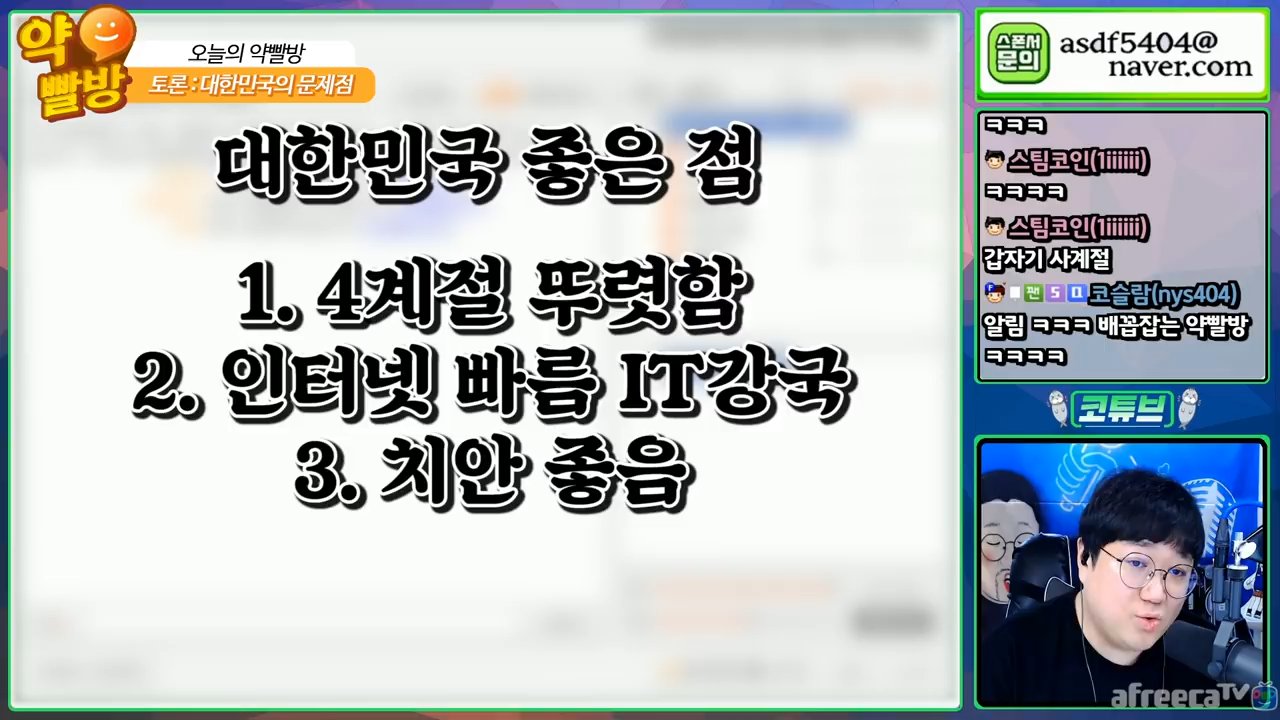 약빨방
오늘의 약빨방
토론 : 대한민국의 문제점
대한민국 좋은 점
1. 4계절 뚜렷함
2. 인터넷 빠름 IT강국
3. 치안 좋음
스폰서
문의
asdf5404@
naver.com
ㅋㅋㅋ
스팀코인(1iiiiii)
ㅋㅋㅋㅋ
스팀코인(1iiiiii)
갑자기 사계절
팬 5 코슬람(nys404)
알림 ㅋㅋㅋ 배꼽잡는 약빨방
ㅋㅋㅋㅋ
코튜브
afreecaTV